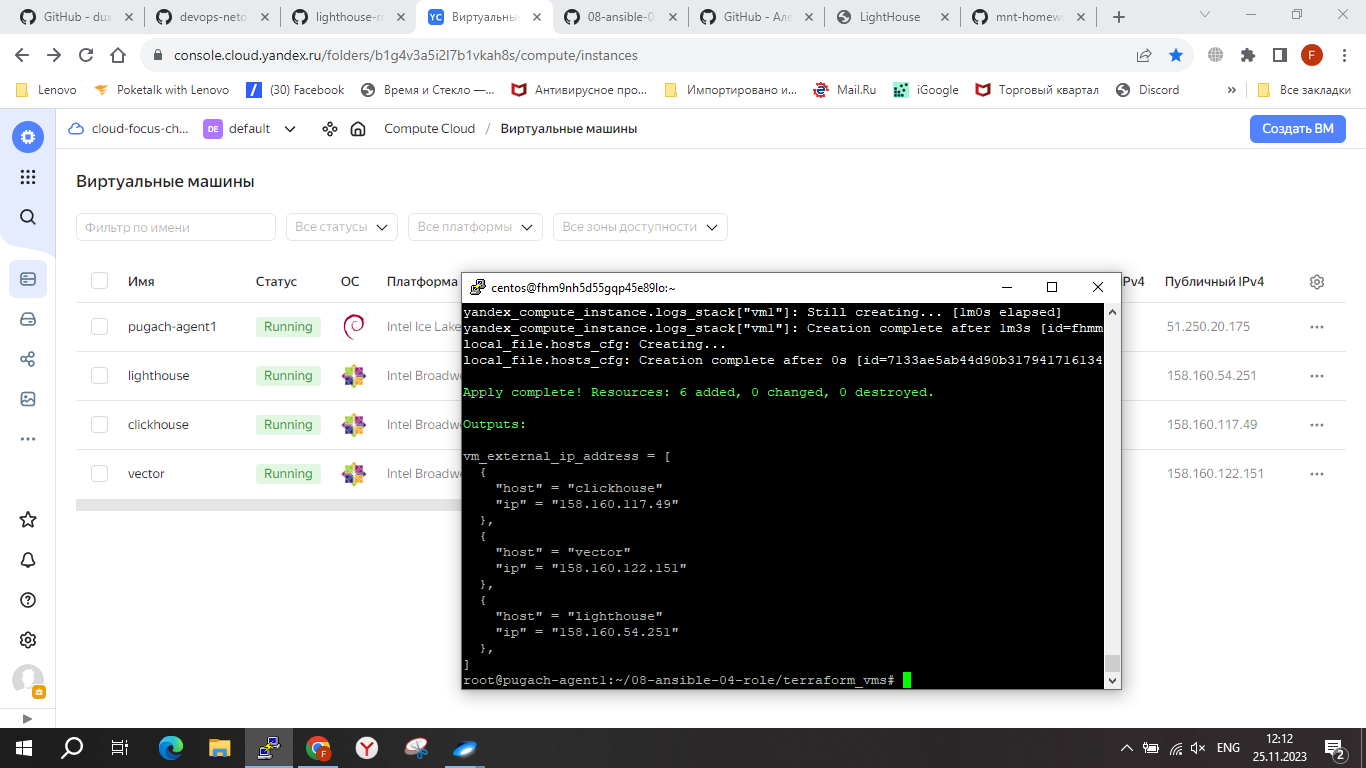 GitHub - dux
devops-neto
lighthouse-ro
Виртуальные
08-ansible-0
GitHub - Але
LightHouse
mnt-homew
console.cloud.yandex.ru/folders/b1g4v3a5i2l7b1vkah8s/compute/instances
F
Lenovo
Poketalk with Lenovo
(30) Facebook
Время и Стекло —...
Антивирусное про...
Импортировано и...
Mail.Ru
iGoogle
Торговый квартал
Discord
»
Все закладки
cloud-focus-ch...
DE
default
Compute Cloud / Виртуальные машины
Создать ВМ
Виртуальные машины
Фильтр по имени
Все статусы
Все платформы
Все зоны доступности
Имя
Статус
ОС
Платформа
Pv4
Публичный IPv4
pugach-agent1
Running
Intel Ice Lake
51.250.20.175
lighthouse
Running
Intel Broadw
158.160.54.251
clickhouse
Running
Intel Broadw
158.160.117.49
vector
Running
Intel Broadw
158.160.122.151
centos@fhm9nh5d55gqp45e89lo:~
yandex_compute_instance.logs_stack["vm1"]: Still creating... [1m0s elapsed]
yandex_compute_instance.logs_stack["vm1"]: Creation complete after 1m3s [id=fhmm
local_file.hosts_cfg: Creating...
local_file.hosts_cfg: Creation complete after 0s [id=7133ae5ab44d90b317941716134
Apply complete! Resources: 6 added, 0 changed, 0 destroyed.
Outputs:
vm_external_ip_address = [
{
"host" = "clickhouse"
"ip" = "158.160.117.49"
},
{
"host" = "vector"
"ip" = "158.160.122.151"
},
{
"host" = "lighthouse"
"ip" = "158.160.54.251"
},
]
root@pugach-agent1:~/08-ansible-04-role/terraform_vms#
ENG
12:12
25.11.2023
2